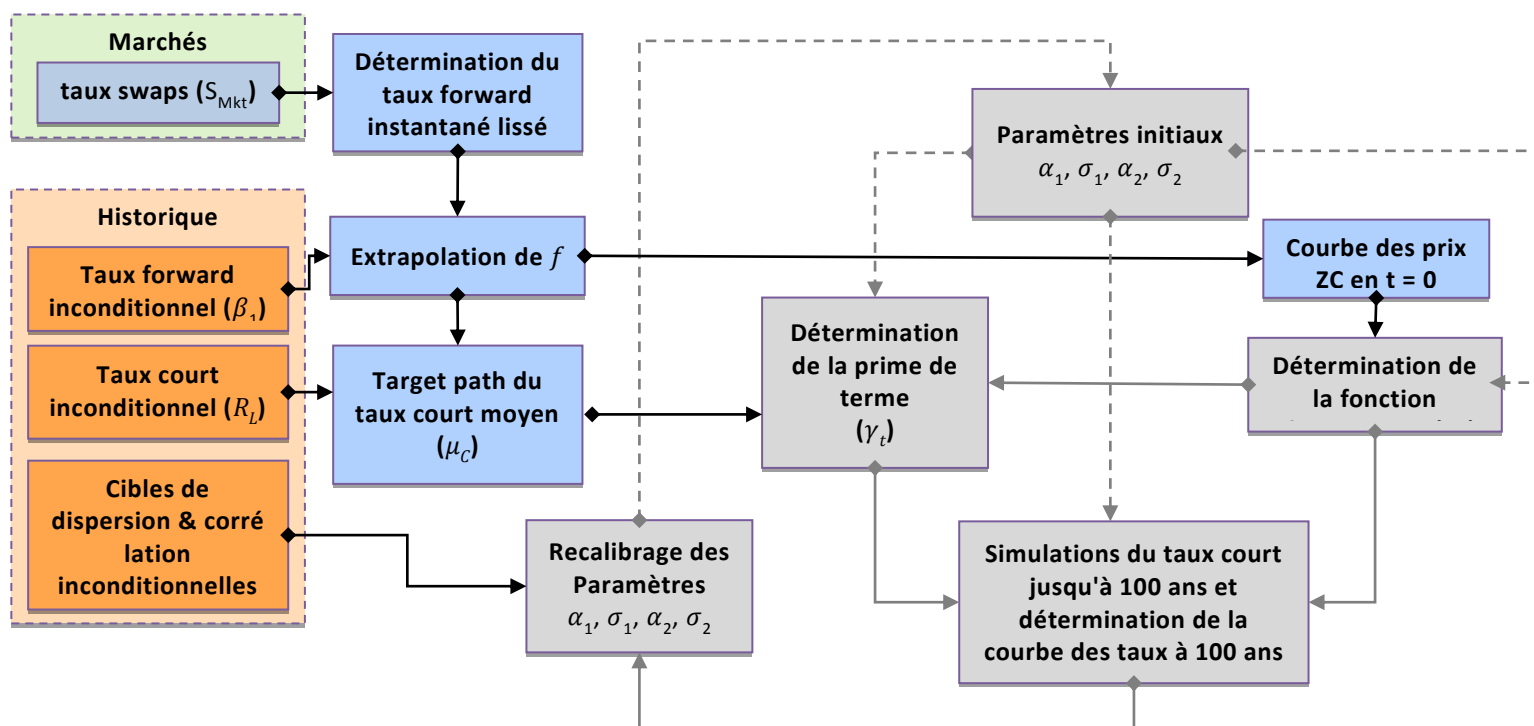 Marchés
taux swaps (S_Mkt)
Détermination du
taux forward
instantané lissé
Historique
Taux forward
inconditionnel (β₁)
Taux court
inconditionnel (R_L)
Cibles de
dispersion & corré
lation
inconditionnelles
Extrapolation de f
Target path du
taux court moyen
(μ_C)
Recalibrage des
Paramètres
α₁, σ₁, α₂, σ₂
Paramètres initiaux
α₁, σ₁, α₂, σ₂
Détermination
de la prime de
terme
(γ_t)
Courbe des prix
ZC en t = 0
Détermination de
la fonction
Simulations du taux court
jusqu'à 100 ans et
détermination de la
courbe des taux à 100 ans